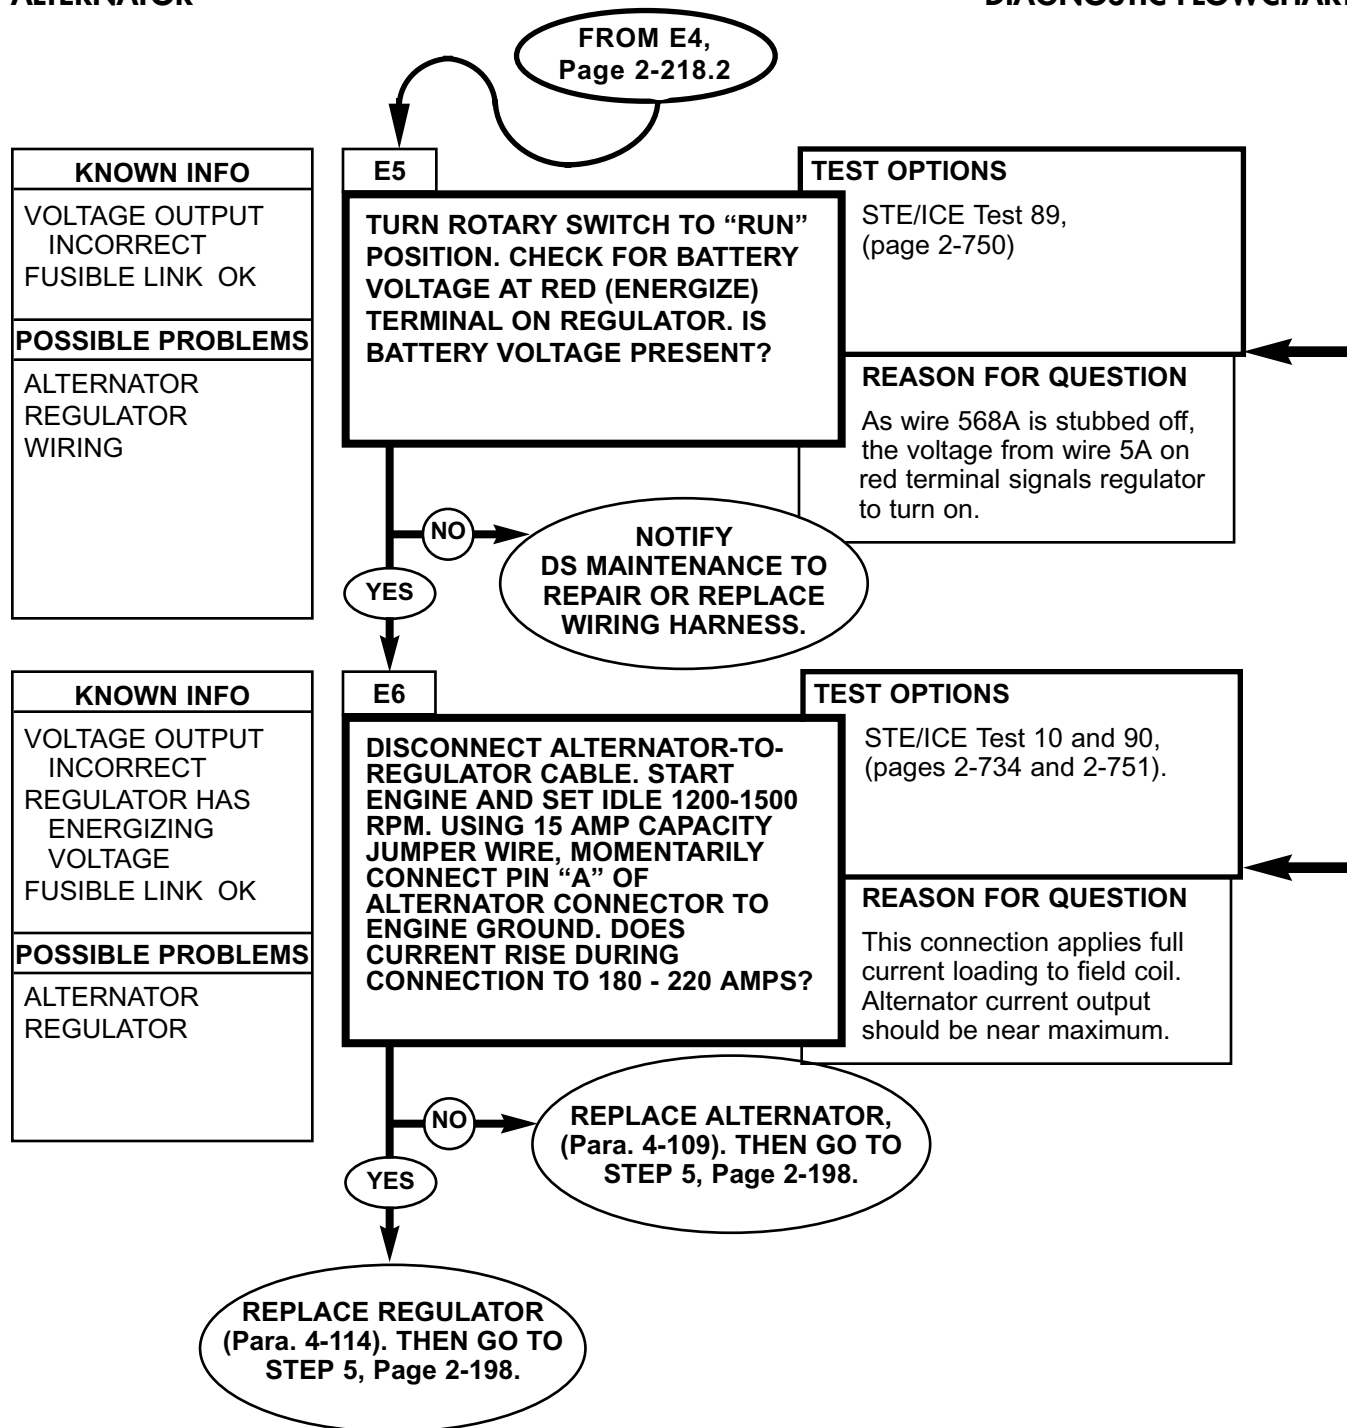 ALTERNATOR
DIAGNOSTIC FLOWCHART
FROM E4,
Page 2-218.2
KNOWN INFO
VOLTAGE OUTPUT
INCORRECT
FUSIBLE LINK OK
POSSIBLE PROBLEMS
ALTERNATOR
REGULATOR
WIRING
E5
TURN ROTARY SWITCH TO “RUN”
POSITION. CHECK FOR BATTERY
VOLTAGE AT RED (ENERGIZE)
TERMINAL ON REGULATOR. IS
BATTERY VOLTAGE PRESENT?
TEST OPTIONS
STE/ICE Test 89,
(page 2-750)
REASON FOR QUESTION
As wire 568A is stubbed off,
the voltage from wire 5A on
red terminal signals regulator
to turn on.
NO
NOTIFY
DS MAINTENANCE TO
REPAIR OR REPLACE
WIRING HARNESS.
YES
KNOWN INFO
VOLTAGE OUTPUT
INCORRECT
REGULATOR HAS
ENERGIZING
VOLTAGE
FUSIBLE LINK OK
POSSIBLE PROBLEMS
ALTERNATOR
REGULATOR
E6
DISCONNECT ALTERNATOR-TO-
REGULATOR CABLE. START
ENGINE AND SET IDLE 1200-1500
RPM. USING 15 AMP CAPACITY
JUMPER WIRE, MOMENTARILY
CONNECT PIN “A” OF
ALTERNATOR CONNECTOR TO
ENGINE GROUND. DOES
CURRENT RISE DURING
CONNECTION TO 180 - 220 AMPS?
TEST OPTIONS
STE/ICE Test 10 and 90,
(pages 2-734 and 2-751).
REASON FOR QUESTION
This connection applies full
current loading to field coil.
Alternator current output
should be near maximum.
NO
REPLACE ALTERNATOR,
(Para. 4-109). THEN GO TO
STEP 5, Page 2-198.
YES
REPLACE REGULATOR
(Para. 4-114). THEN GO TO
STEP 5, Page 2-198.